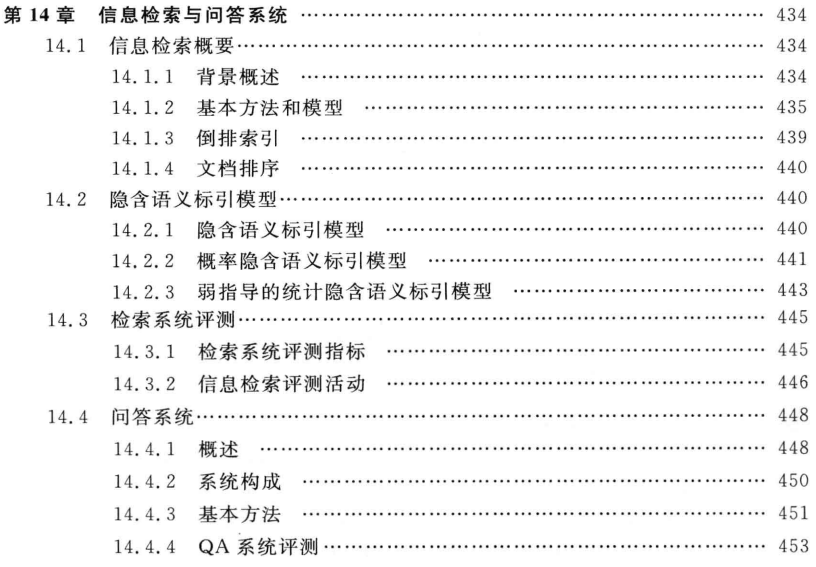 第 14 章 信息检索与问答系统 …………………………………… 434
14.1 信息检索概要…………………………………… 434
14.1.1 背景概述 …………………………………… 434
14.1.2 基本方法和模型 …………………………………… 435
14.1.3 倒排索引 …………………………………… 439
14.1.4 文档排序 …………………………………… 440
14.2 隐含语义标引模型…………………………………… 440
14.2.1 隐含语义标引模型 …………………………………… 440
14.2.2 概率隐含语义标引模型 …………………………………… 441
14.2.3 弱指导的统计隐含语义标引模型 …………………………………… 443
14.3 检索系统评测…………………………………… 445
14.3.1 检索系统评测指标 …………………………………… 445
14.3.2 信息检索评测活动 …………………………………… 446
14.4 问答系统…………………………………… 448
14.4.1 概述 …………………………………… 448
14.4.2 系统构成 …………………………………… 450
14.4.3 基本方法 …………………………………… 451
14.4.4 QA 系统评测…………………………………… 453